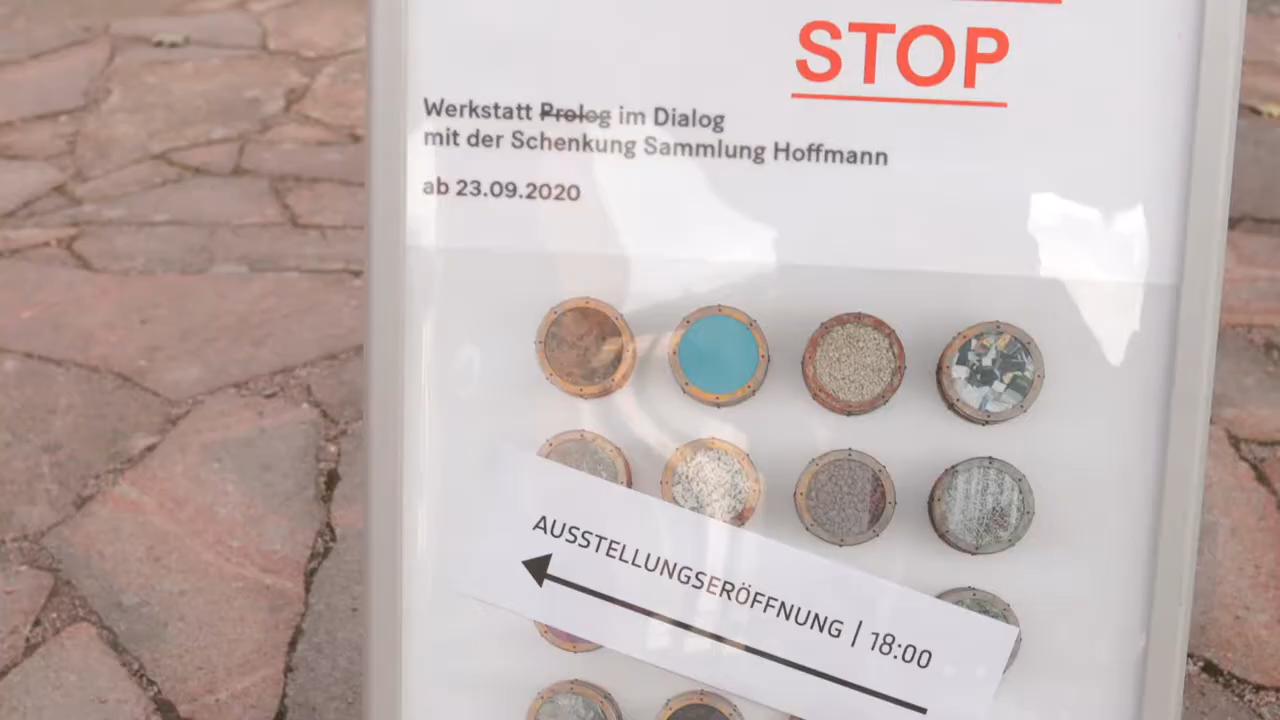 STOP
Werkstatt Prolog im Dialog
mit der Schenkung Sammlung Hoffmann
ab 23.09.2020
AUSSTELLUNGSERÖFFNUNG | 18:00